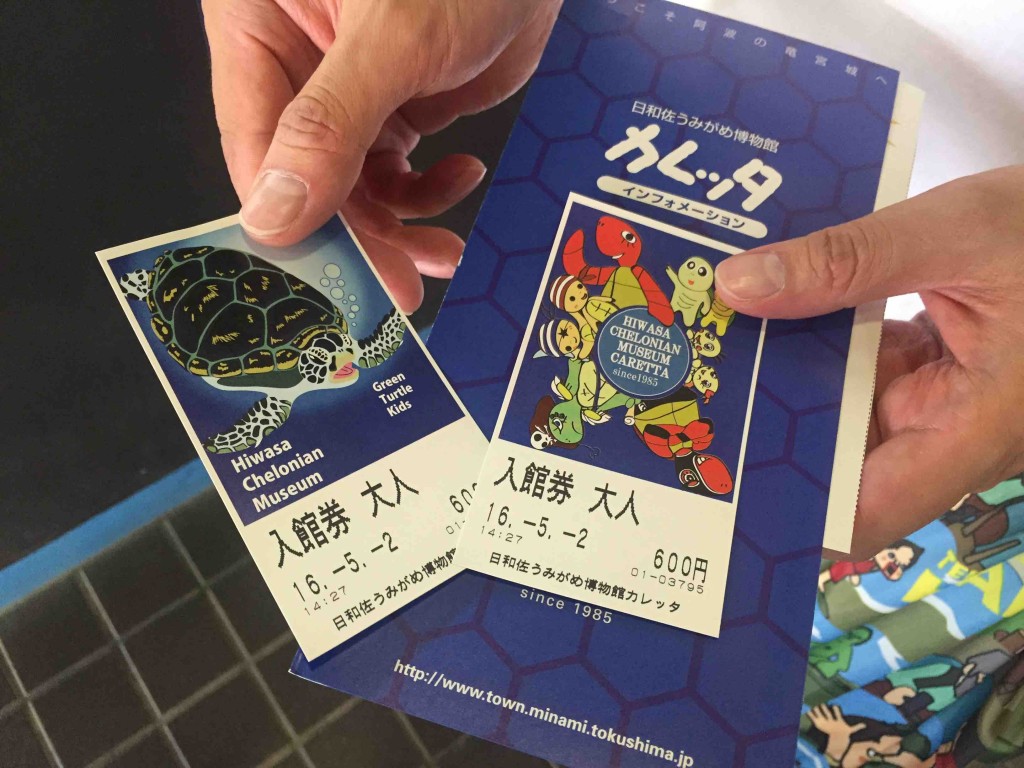 うこそ阿波の竜宮城へ
日和佐うみがめ博物館
カレッタ
インフォメーション
HIWASA
CHELONIAN
MUSEUM
CARETTA
since1985
入館券 大人
16.-5.-2
14:27
600円
01-03795
日和佐うみがめ博物館カレッタ
since 1985
http://www.town.minami.tokushima.jp
Green
Turtle
Kids
Hiwasa
Chelonian
Museum
入館券 大人
600
16.-5.-2
01-
14:27
日和佐うみがめ博物館